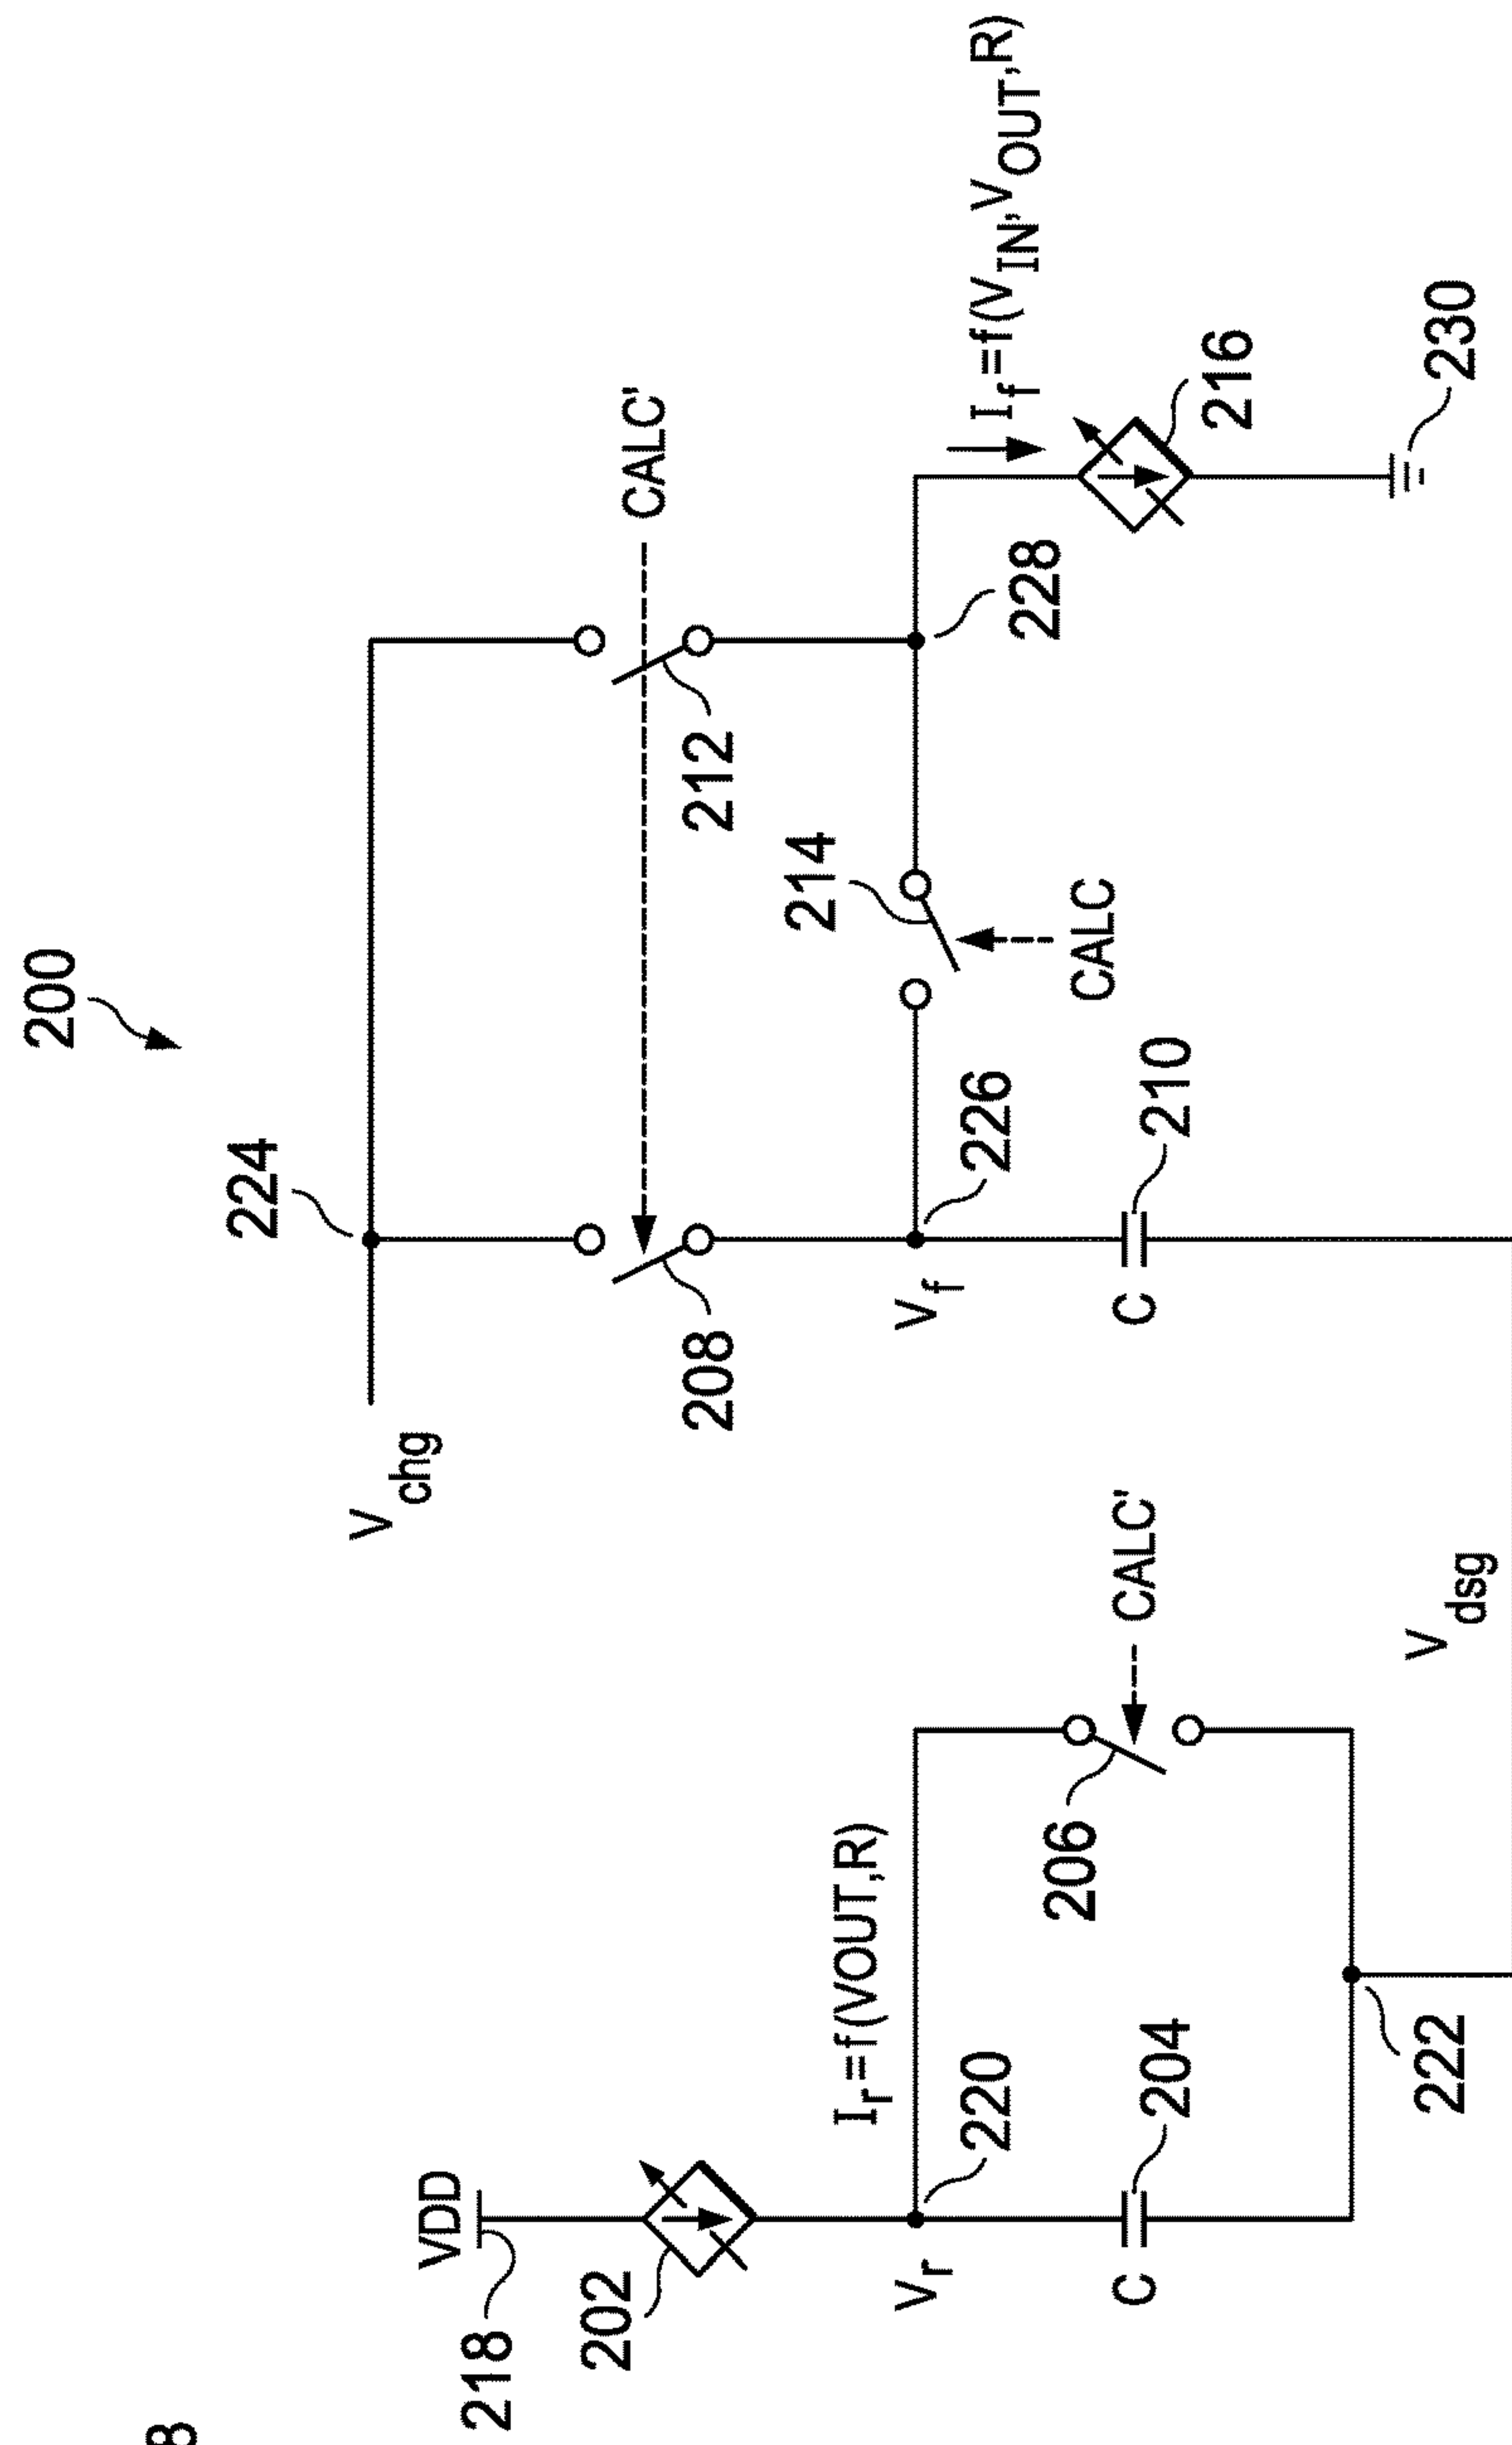 200
224
V_chg
CALC'
208
212
214
CALC
V_f
226
228
I_f=f(V_IN,V_OUT,R)
216
230
C
210
VDD
218
202
I_r=f(VOUT,R)
V_r
220
206
CALC'
C
204
222
V_dsg
8